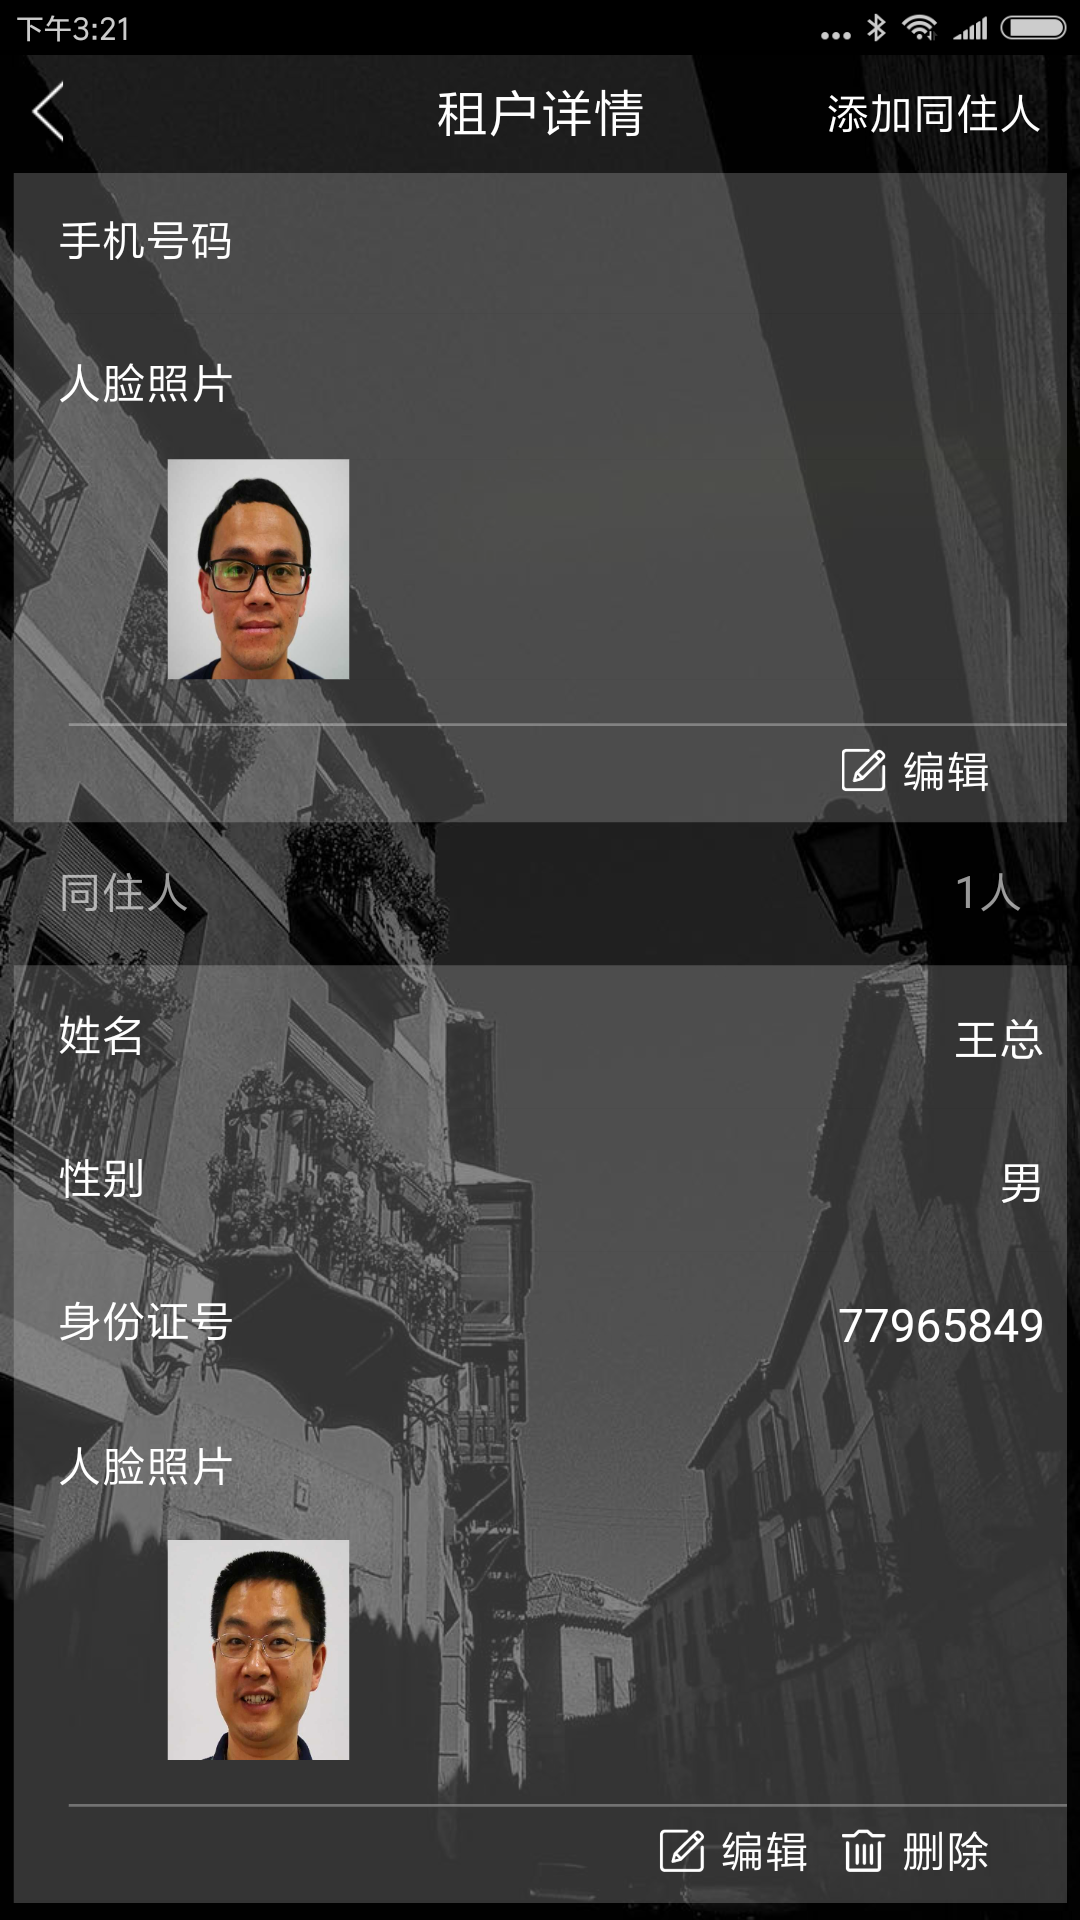 下午3:21
租户详情 添加同住人
手机号码
人脸照片
编辑
同住人 1人
姓名 王总
性别 男
身份证号 77965849
人脸照片
编辑 删除